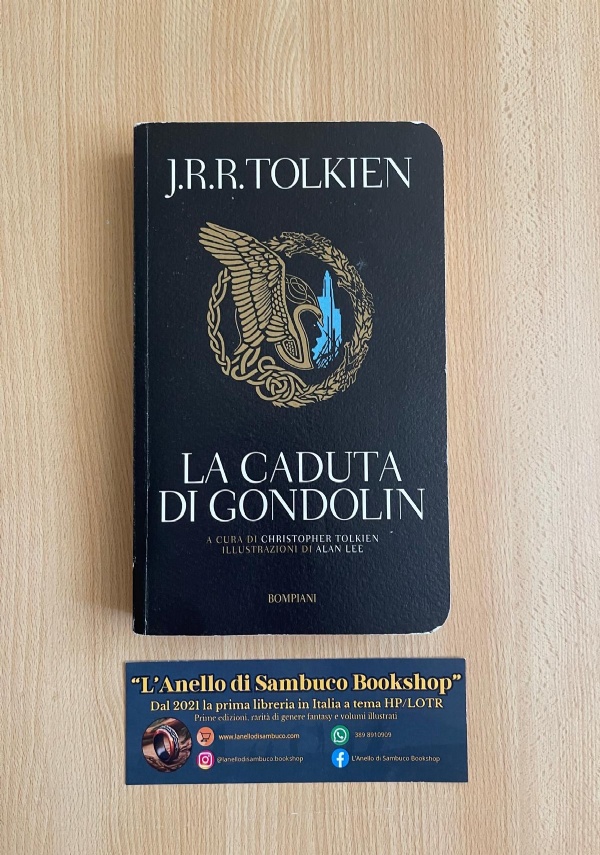 J.R.R. TOLKIEN
LA CADUTA
DI GONDOLIN
A CURA DI CHRISTOPHER TOLKIEN
ILLUSTRAZIONI DI ALAN LEE
BOMPIANI
“L’Anello di Sambuco Bookshop”
Dal 2021 la prima libreria in Italia a tema HP/LOTR
Prime edizioni, rarità di genere fantasy e volumi illustrati
www.lanellodisambuco.com
389 8910909
@lanellodisambuco.bookshop
L'Anello di Sambuco Bookshop